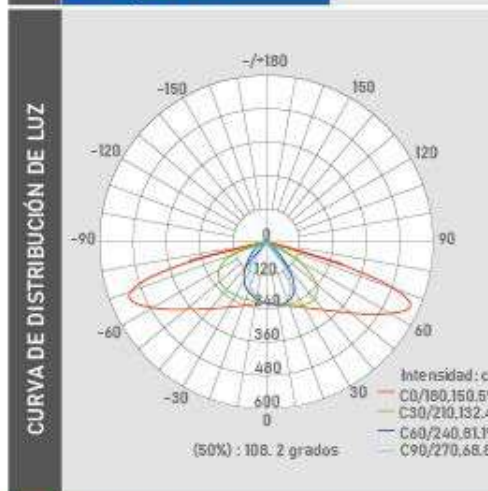 CURVA DE DISTRIBUCIÓN DE LUZ
-/+180
-150 150
-120 120
-90 0 90
120
240
-60 60
360
480
-30 30
600
0
Intensidad: c
C0/180,150.5
C30/210,132.4
C60/240,81.1
C90/270,68.8
(50%) : 108. 2 grados